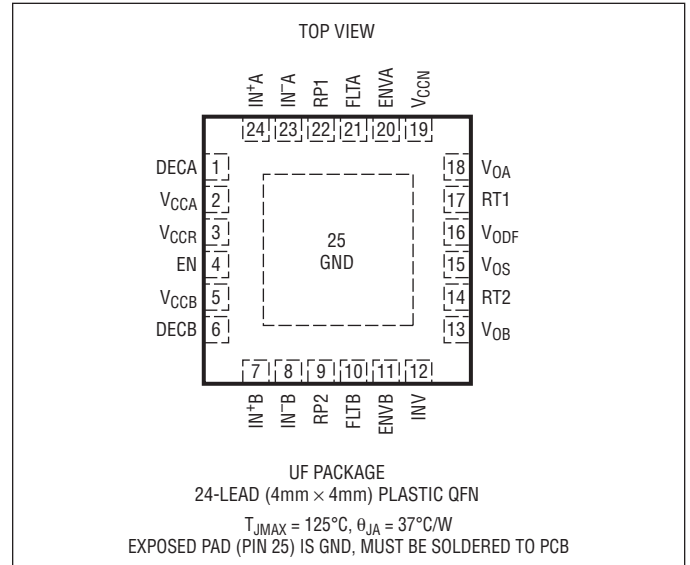 TOP VIEW
IN+A IN–A RP1 FLTA ENVA VCCN
24 23 22 21 20 19
DECA 1
VCCA 2
VCCR 3
EN 4
VCCB 5
DECB 6
25
GND
18 VOA
17 RT1
16 VODF
15 VOS
14 RT2
13 VOB
7 8 9 10 11 12
IN+B IN–B RP2 FLTB ENVB INV
UF PACKAGE
24-LEAD (4mm × 4mm) PLASTIC QFN
TJMAX = 125°C, θJA = 37°C/W
EXPOSED PAD (PIN 25) IS GND, MUST BE SOLDERED TO PCB